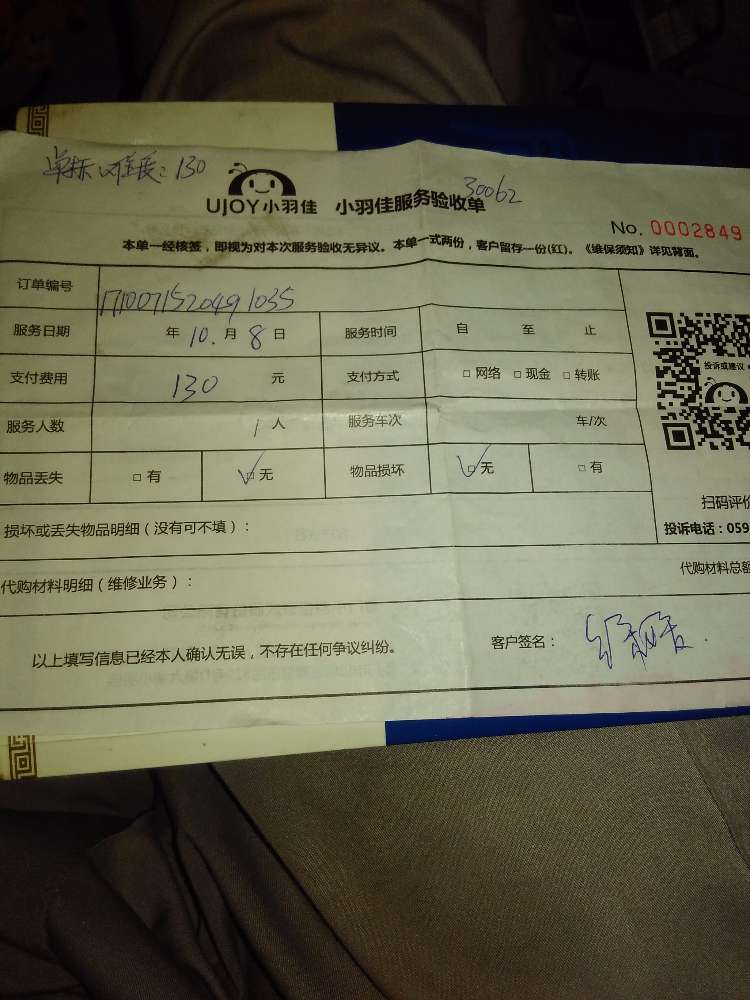 130
30062
UJOY小羽佳 小羽佳服务验收单
No. 0002849
本单一经核签，即视为对本次服务验收无异议。本单一式两份，客户留存一份(红)。《维保须知》详见背面。
订单编号 171007152049 1035
服务日期 年 10. 月 8 日 服务时间 自 至 止
支付费用 130 元 支付方式 □ 网络 □ 现金 □ 转账
投诉或建议
服务人数 1 人 服务车次 车/次
物品丢失 □ 有 ☑ 无 物品损坏 ☑ 无 □ 有
扫码评价
损坏或丢失物品明细（没有可不填）：
投诉电话：059
代购材料明细（维修业务）： 代购材料总额
以上填写信息已经本人确认无误，不存在任何争议纠纷。 客户签名：